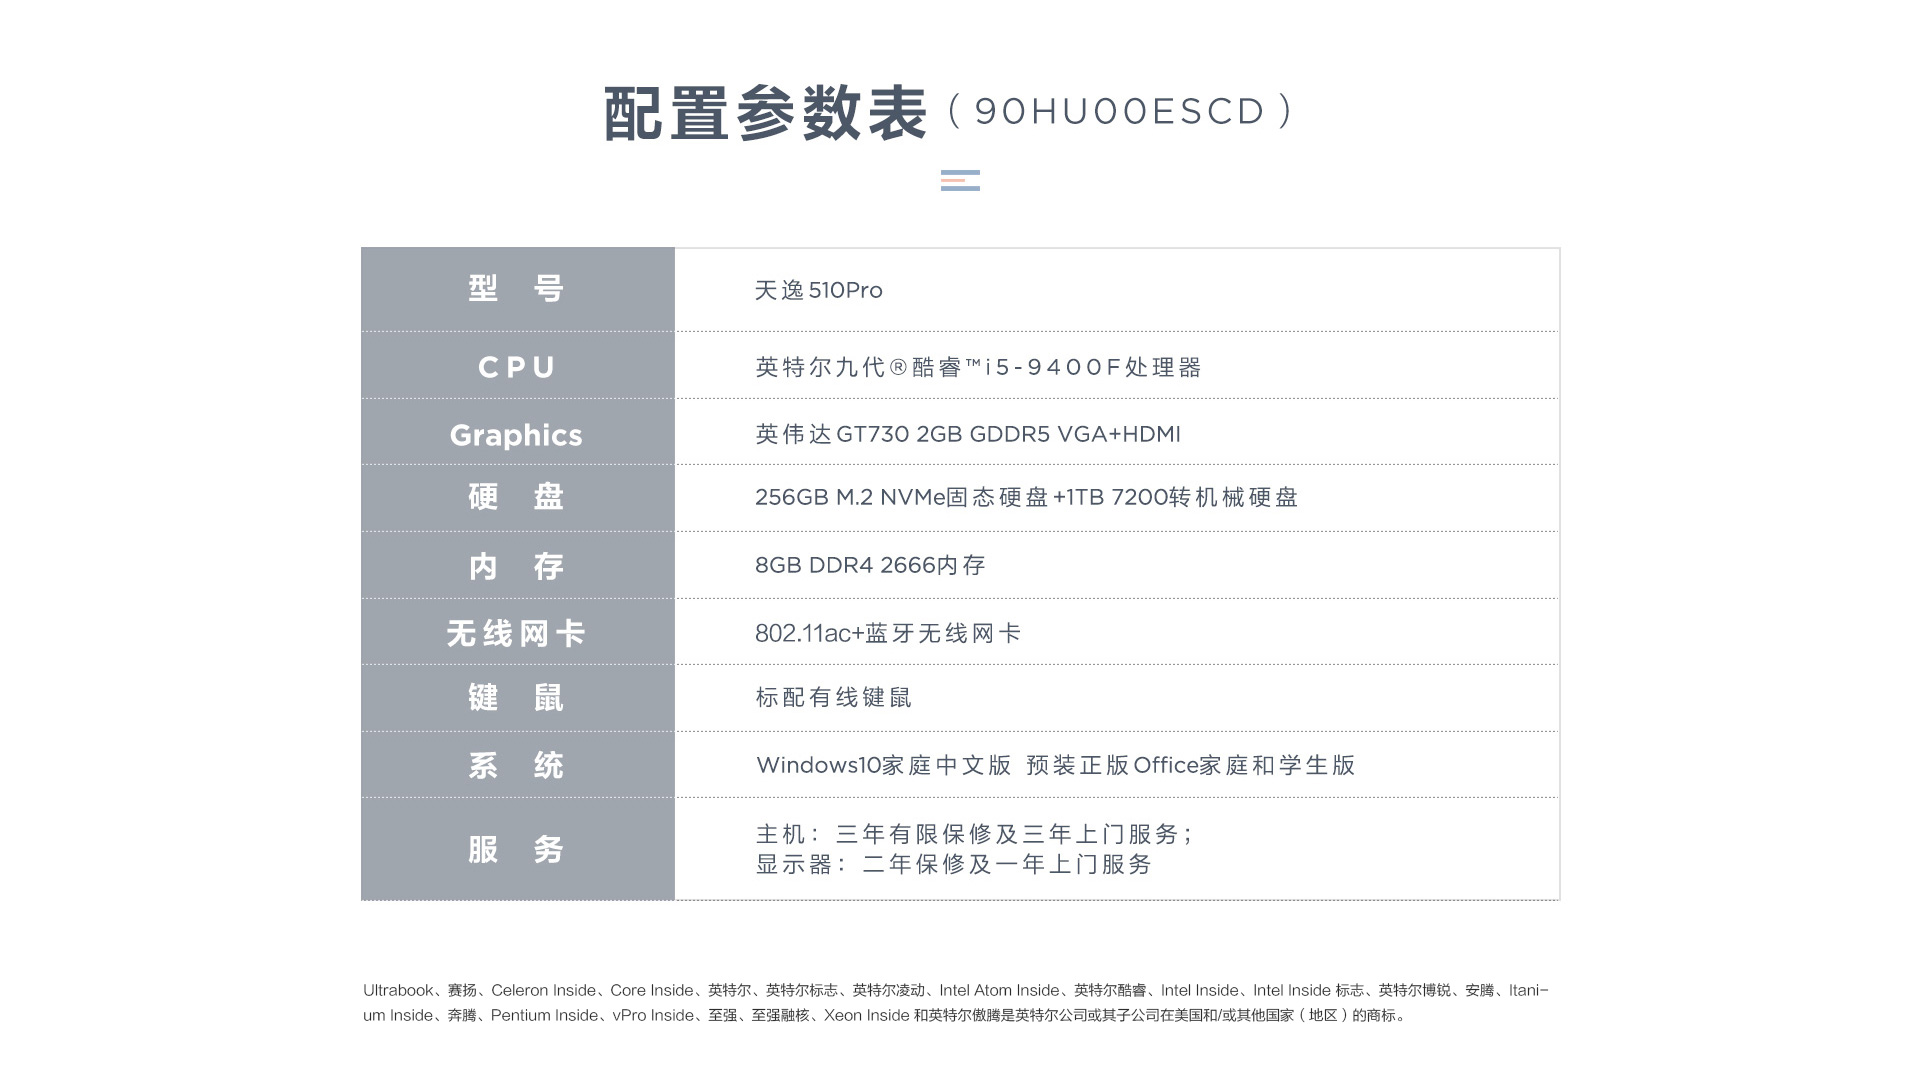 配置参数表（90HU00ESCD）
型 号 天逸510Pro
CPU 英特尔九代®酷睿™i5-9400F处理器
Graphics 英伟达GT730 2GB GDDR5 VGA+HDMI
硬 盘 256GB M.2 NVMe固态硬盘+1TB 7200转机械硬盘
内 存 8GB DDR4 2666内存
无线网卡 802.11ac+蓝牙无线网卡
键 鼠 标配有线键鼠
系 统 Windows10家庭中文版 预装正版Office家庭和学生版
服 务 主机：三年有限保修及三年上门服务；
显示器：二年保修及一年上门服务
Ultrabook、赛扬、Celeron Inside、Core Inside、英特尔、英特尔标志、英特尔凌动、Intel Atom Inside、英特尔酷睿、Intel Inside、Intel Inside 标志、英特尔博锐、安腾、Itani-
um Inside、奔腾、Pentium Inside、vPro Inside、至强、至强融核、Xeon Inside 和英特尔傲腾是英特尔公司或其子公司在美国和/或其他国家（地区）的商标。